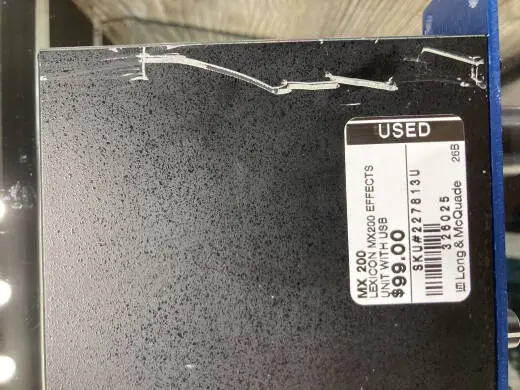 USED
MX 200
LEXICON MX200 EFFECTS
UNIT WITH USB
$99.00
SKU#227813U
326025
Long & McQuade 26B